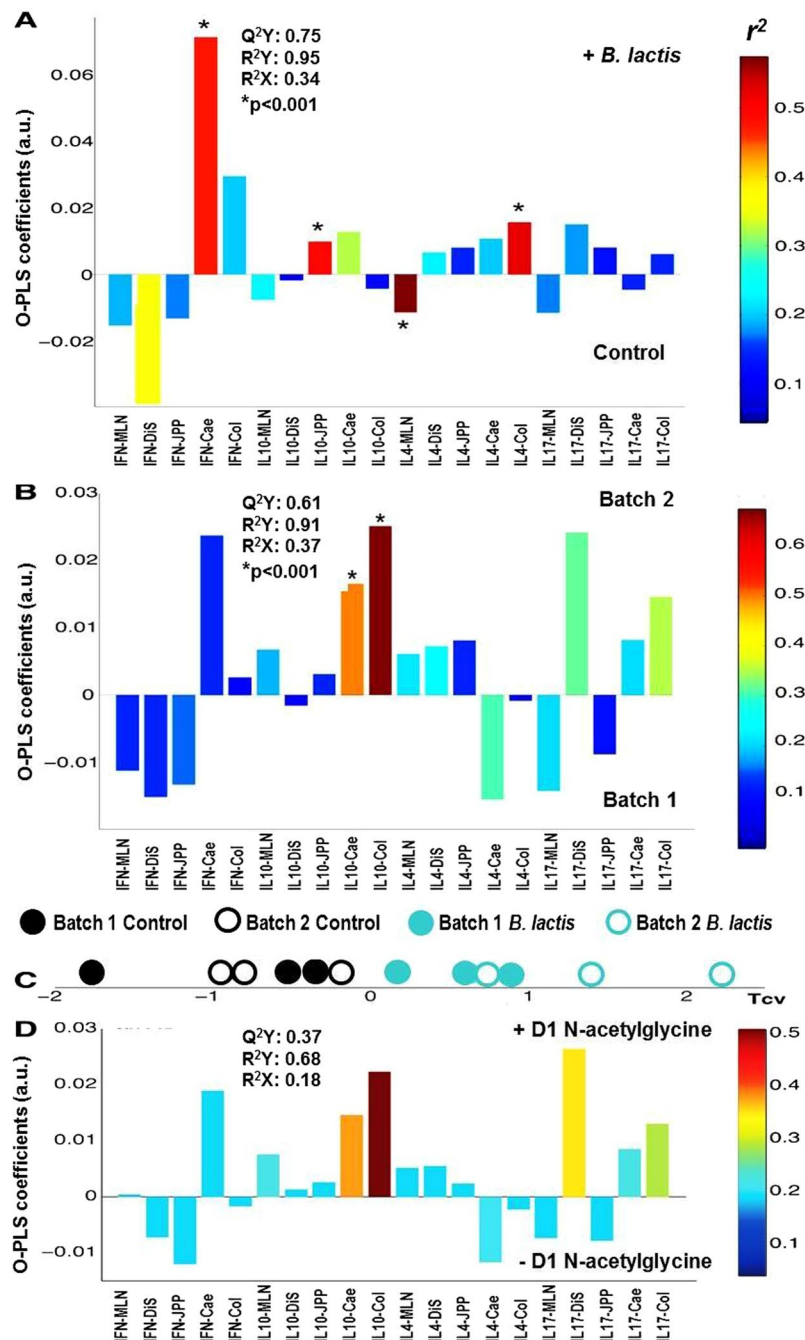 A
Q²Y: 0.75
R²Y: 0.95
R²X: 0.34
*p<0.001
+ B. lactis
r²
O-PLS coefficients (a.u.)
0.06
0.04
0.02
0
−0.02
*
*
*
*
Control
0.5
0.4
0.3
0.2
0.1
IFN-MLN
IFN-DiS
IFN-JPP
IFN-Cae
IFN-Col
IL10-MLN
IL10-DiS
IL10-JPP
IL10-Cae
IL10-Col
IL4-MLN
IL4-DiS
IL4-JPP
IL4-Cae
IL4-Col
IL17-MLN
IL17-DiS
IL17-JPP
IL17-Cae
IL17-Col
B
Q²Y: 0.61
R²Y: 0.91
R²X: 0.37
*p<0.001
Batch 2
O-PLS coefficients (a.u.)
0.03
0.02
0.01
0
−0.01
*
*
Batch 1
0.6
0.5
0.4
0.3
0.2
0.1
IFN-MLN
IFN-DiS
IFN-JPP
IFN-Cae
IFN-Col
IL10-MLN
IL10-DiS
IL10-JPP
IL10-Cae
IL10-Col
IL4-MLN
IL4-DiS
IL4-JPP
IL4-Cae
IL4-Col
IL17-MLN
IL17-DiS
IL17-JPP
IL17-Cae
IL17-Col
Batch 1 Control Batch 2 Control Batch 1 B. lactis Batch 2 B. lactis
C
−2 −1 0 1 2 Tcv
D
Q²Y: 0.37
R²Y: 0.68
R²X: 0.18
+ D1 N-acetylglycine
O-PLS coefficients (a.u.)
0.03
0.02
0.01
0
−0.01
- D1 N-acetylglycine
0.5
0.4
0.3
0.2
0.1
IFN-MLN
IFN-DiS
IFN-JPP
IFN-Cae
IFN-Col
IL10-MLN
IL10-DiS
IL10-JPP
IL10-Cae
IL10-Col
IL4-MLN
IL4-DiS
IL4-JPP
IL4-Cae
IL4-Col
IL17-MLN
IL17-DiS
IL17-JPP
IL17-Cae
IL17-Col